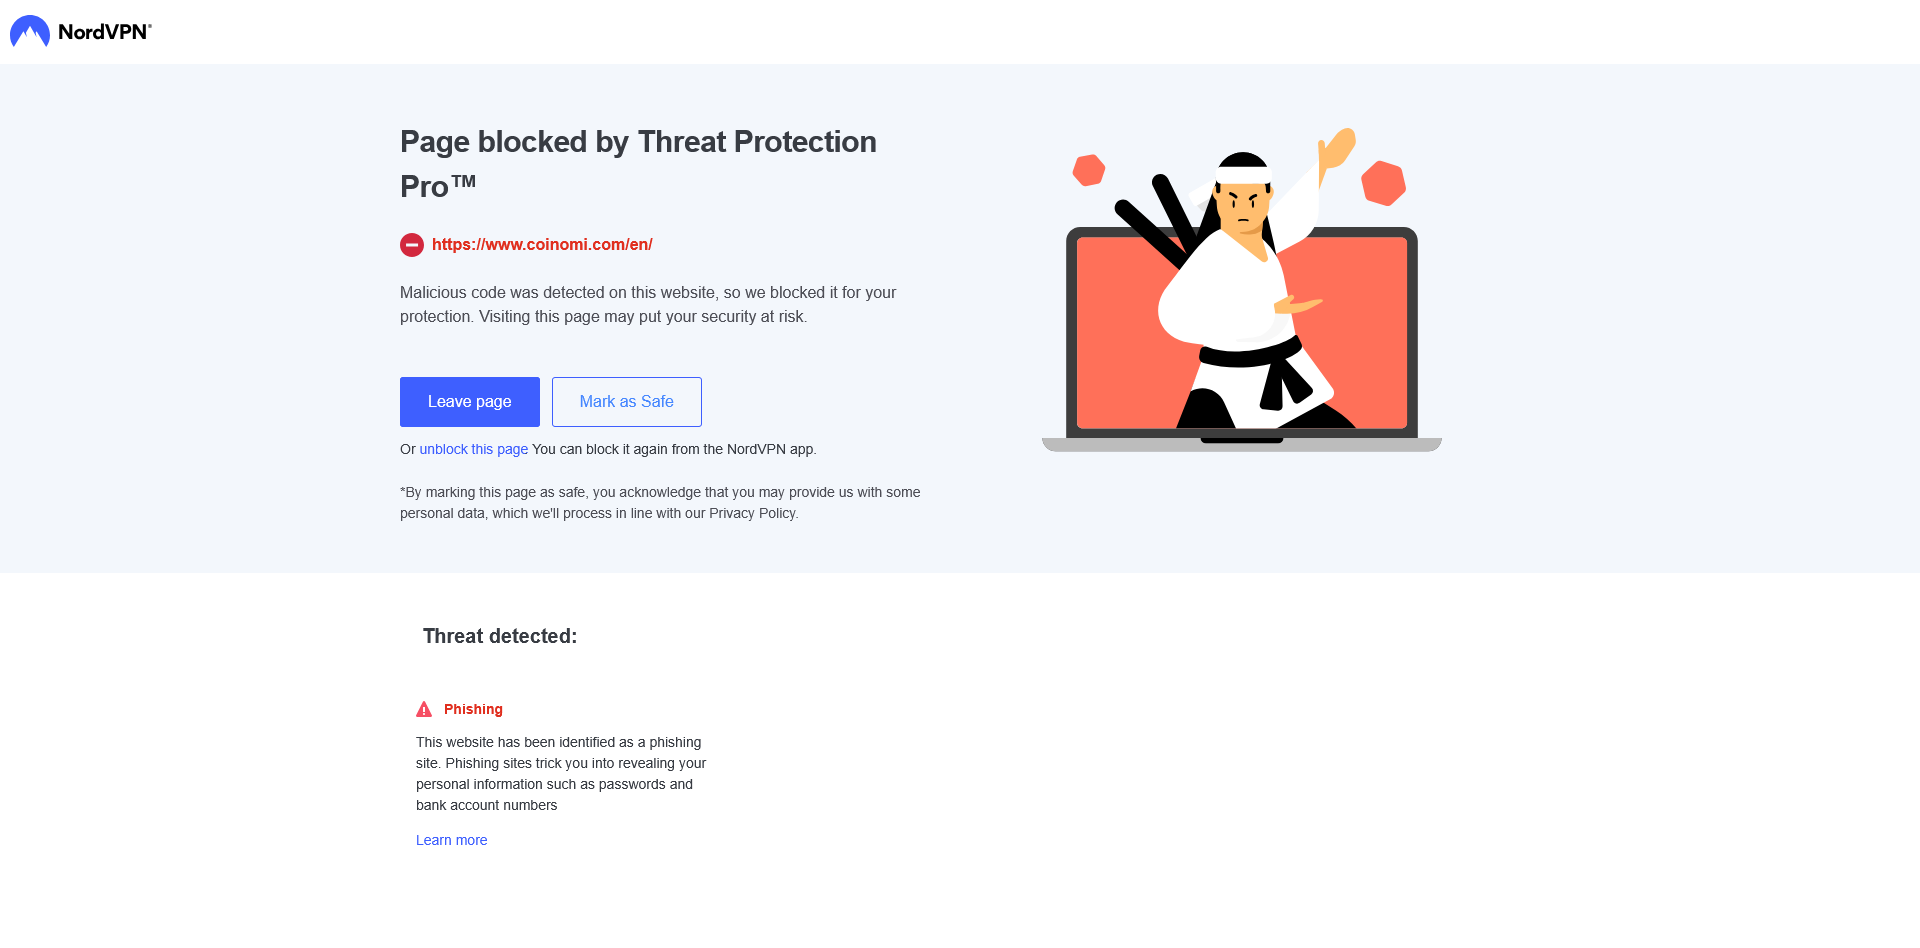 NordVPN®
Page blocked by Threat Protection
Pro™
https://www.coinomi.com/en/
Malicious code was detected on this website, so we blocked it for your
protection. Visiting this page may put your security at risk.
Leave page
Mark as Safe
Or unblock this page You can block it again from the NordVPN app.
*By marking this page as safe, you acknowledge that you may provide us with some
personal data, which we'll process in line with our Privacy Policy.
Threat detected:
Phishing
This website has been identified as a phishing
site. Phishing sites trick you into revealing your
personal information such as passwords and
bank account numbers
Learn more